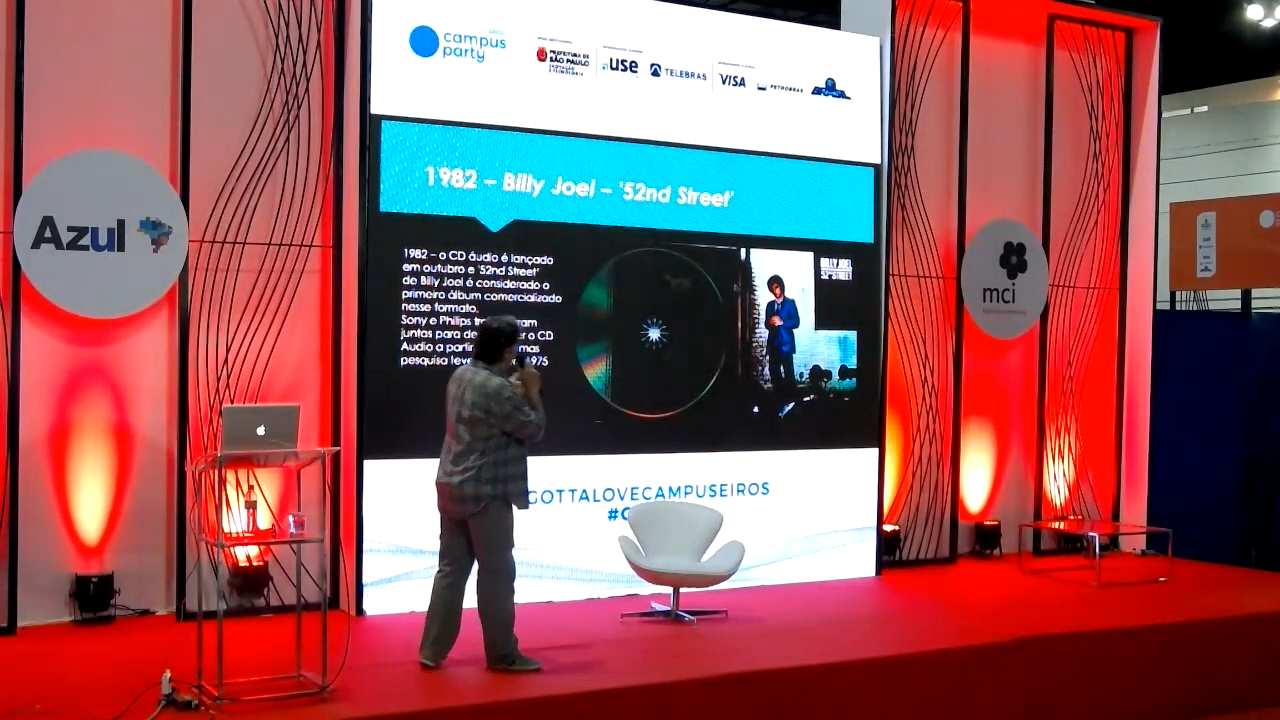 campus
party
PREFEITURA DE
SÃO PAULO
use
TELEBRAS
VISA
PETROBRAS
1982 – Billy Joel – '52nd Street'
1982 – o CD áudio é lançado
em outubro e '52nd Street'
de Billy Joel é considerado o
primeiro álbum comercializado
nesse formato.
Sony e Philips
juntas para o CD
Audio a mas
pesquisa 1975
BILLY JOEL
52ND STREET
GOTTALOVECAMPUSEIROS
Azul
mci